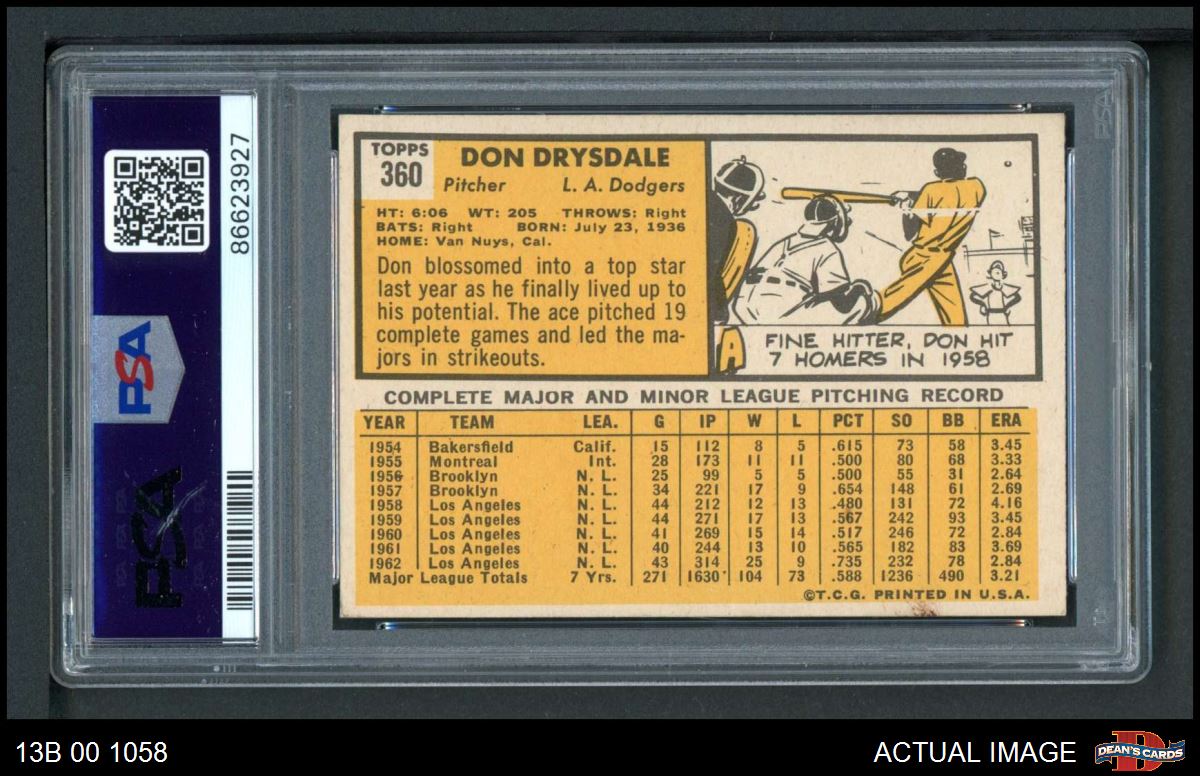 86623927
PSA
PSA
TOPPS
360
DON DRYSDALE
Pitcher L. A. Dodgers
HT: 6:06 WT: 205 THROWS: Right
BATS: Right BORN: July 23, 1936
HOME: Van Nuys, Cal.
Don blossomed into a top star
last year as he finally lived up to
his potential. The ace pitched 19
complete games and led the ma-
jors in strikeouts.
A
FINE HITTER, DON HIT
7 HOMERS IN 1958
COMPLETE MAJOR AND MINOR LEAGUE PITCHING RECORD
YEAR TEAM LEA. G IP W L PCT SO BB ERA
1954 Bakersfield Calif. 15 112 8 5 .615 73 58 3.45
1955 Montreal Int. 28 173 11 11 .500 80 68 3.33
1956 Brooklyn N. L. 25 99 5 5 .500 55 31 2.64
1957 Brooklyn N. L. 34 221 17 9 .654 148 61 2.69
1958 Los Angeles N. L. 44 212 12 13 .480 131 72 4.16
1959 Los Angeles N. L. 44 271 17 13 .567 242 93 3.45
1960 Los Angeles N. L. 41 269 15 14 .517 246 72 2.84
1961 Los Angeles N. L. 40 244 13 10 .565 182 83 3.69
1962 Los Angeles N. L. 43 314 25 9 .735 232 78 2.84
Major League Totals 7 Yrs. 271 1630 104 73 .588 1236 490 3.21
©T.C.G. PRINTED IN U.S.A.
13B 00 1058
ACTUAL IMAGE
DEAN'S CARDS